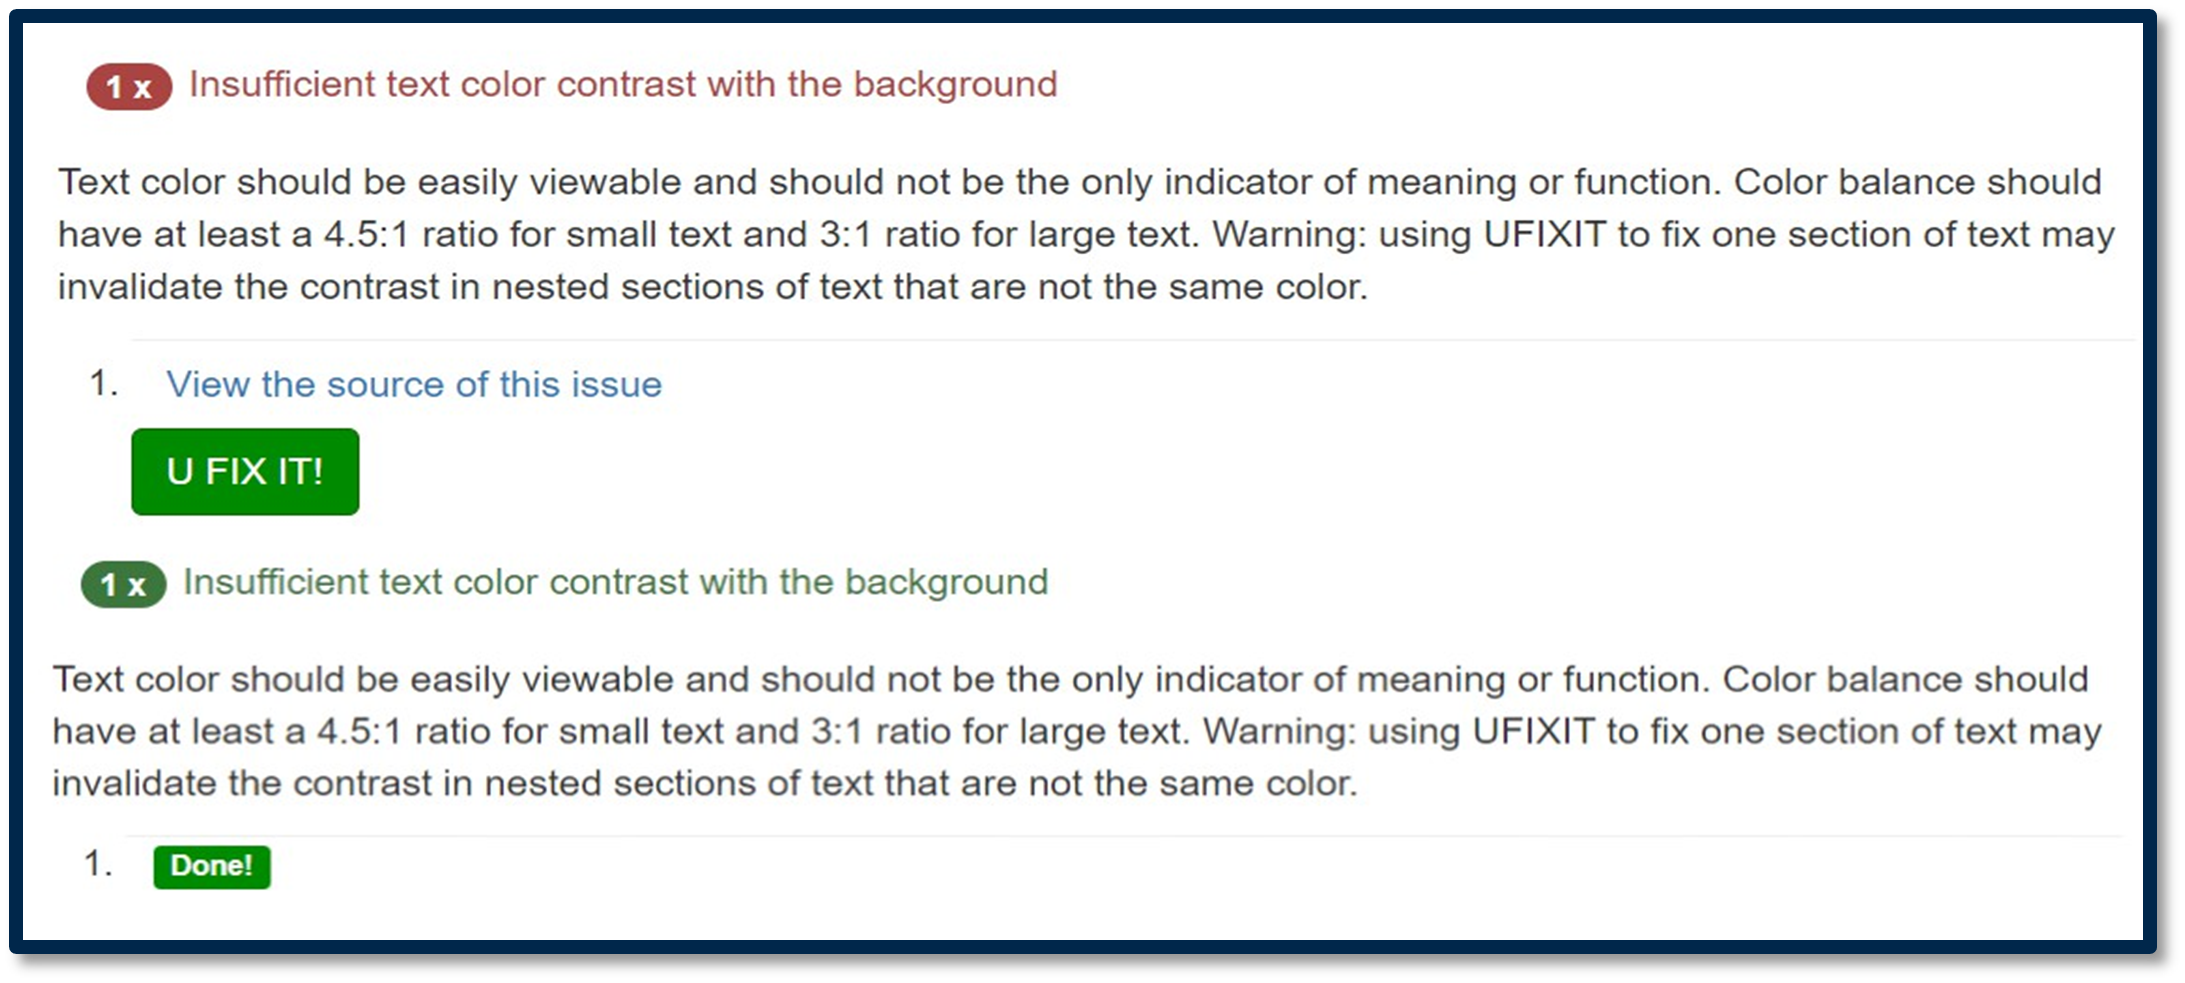 1 x Insufficient text color contrast with the background
Text color should be easily viewable and should not be the only indicator of meaning or function. Color balance should
have at least a 4.5:1 ratio for small text and 3:1 ratio for large text. Warning: using UFIXIT to fix one section of text may
invalidate the contrast in nested sections of text that are not the same color.
1. View the source of this issue
U FIX IT!
1 x Insufficient text color contrast with the background
Text color should be easily viewable and should not be the only indicator of meaning or function. Color balance should
have at least a 4.5:1 ratio for small text and 3:1 ratio for large text. Warning: using UFIXIT to fix one section of text may
invalidate the contrast in nested sections of text that are not the same color.
1. Done!